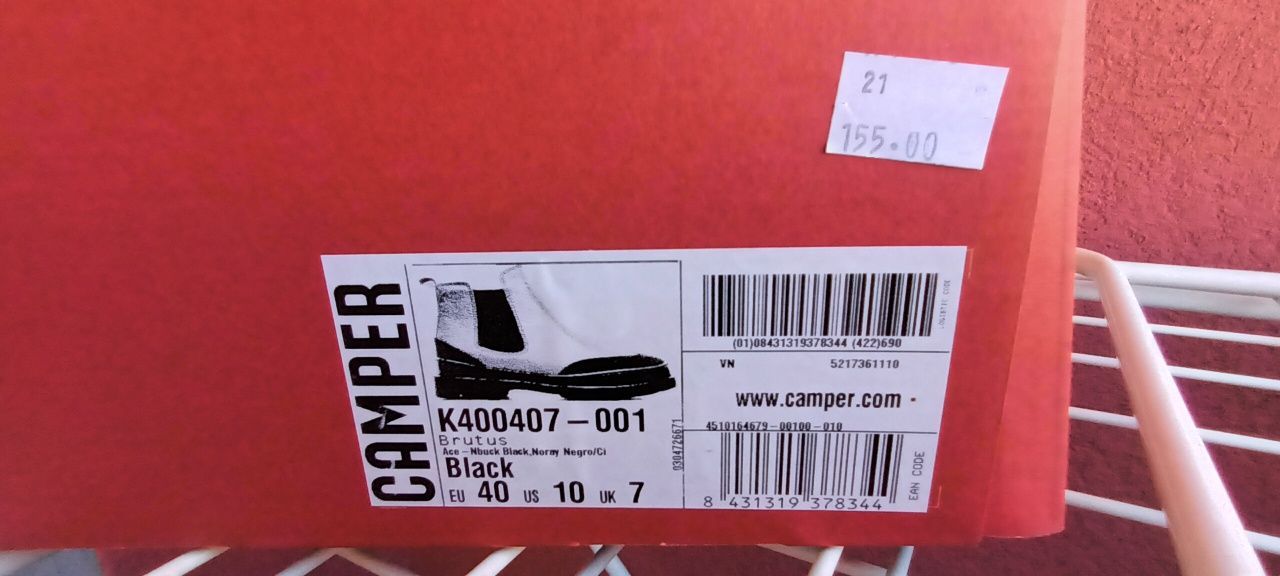 21
155.00
CAMPER
K400407-001
Brutus
Ace-Nbuck Black,Normy Negro/Ci
Black
EU 40 US 10 UK 7
0304726671
(01)08431319378344 (422)690
VN 5217361110
www.camper.com
4510164679-00100-010
8 431319 378344
EAN CODE